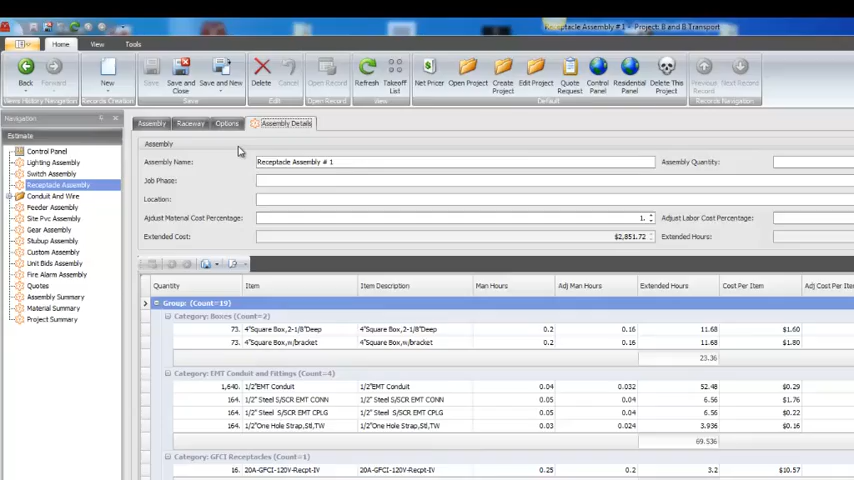 Receptacle Assembly # 1 - Project: B and B Transport
Home View Tools
Back Forward New Save Save and Close Save and New Delete Cancel Open Record Refresh Takeoff List Net Pricer Open Project Create Project Edit Project Quote Request Control Panel Residential Panel Delete This Project Previous Record Next Record
Views History Navigation Records Creation Save Edit Open Record View Default Records Navigation
Navigation
Estimate
Control Panel
Lighting Assembly
Switch Assembly
Receptacle Assembly
Conduit And Wire
Feeder Assembly
Site Pvc Assembly
Gear Assembly
Stubup Assembly
Custom Assembly
Unit Bids Assembly
Fire Alarm Assembly
Quotes
Assembly Summary
Material Summary
Project Summary
Assembly Raceway Options Assembly Details
Assembly
Assembly Name: Receptacle Assembly # 1 Assembly Quantity:
Job Phase:
Location:
Ajdust Material Cost Percentage: 1. Adjust Labor Cost Percentage:
Extended Cost: $2,851.72 Extended Hours:
Quantity Item Item Description Man Hours Adj Man Hours Extended Hours Cost Per Item Adj Cost Per Item
Group: (Count=19)
Category: Boxes (Count=2)
73. 4"Square Box,2-1/8"Deep 4"Square Box,2-1/8"Deep 0.2 0.16 11.68 $1.60
73. 4"Square Box,w/bracket 4"Square Box,w/bracket 0.2 0.16 11.68 $1.80
23.36
Category: EMT Conduit and Fittings (Count=4)
1,640. 1/2"EMT Conduit 1/2"EMT Conduit 0.04 0.032 52.48 $0.29
164. 1/2" Steel S/SCR EMT CONN 1/2" Steel S/SCR EMT CONN 0.05 0.04 6.56 $1.76
164. 1/2" Steel S/SCR EMT CPLG 1/2" Steel S/SCR EMT CPLG 0.05 0.04 6.56 $0.22
164. 1/2"One Hole Strap,Stl,TW 1/2"One Hole Strap,Stl,TW 0.03 0.024 3.936 $0.16
69.536
Category: GFCI Receptacles (Count=1)
16. 20A-GFCI-120V-Recpt-IV 20A-GFCI-120V-Recpt-IV 0.25 0.2 3.2 $10.57